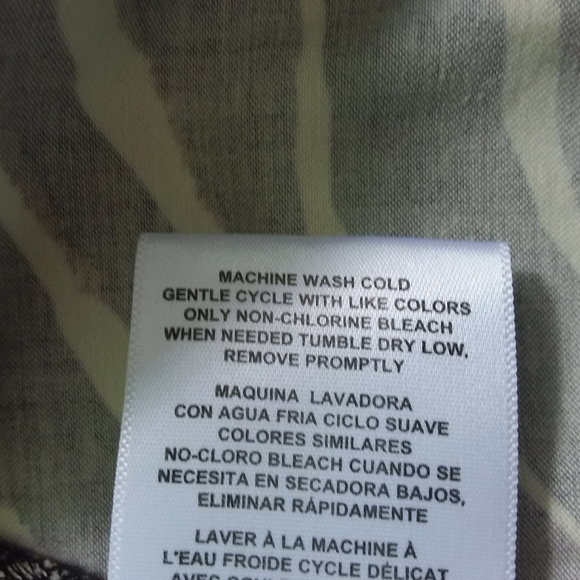 MACHINE WASH COLD
GENTLE CYCLE WITH LIKE COLORS
ONLY NON-CHLORINE BLEACH
WHEN NEEDED TUMBLE DRY LOW.
REMOVE PROMPTLY
MAQUINA LAVADORA
CON AGUA FRIA CICLO SUAVE
COLORES SIMILARES
NO-CLORO BLEACH CUANDO SE
NECESITA EN SECADORA BAJOS,
ELIMINAR RÁPIDAMENTE
LAVER À LA MACHINE À
L'EAU FROIDE CYCLE DÉLICAT
AVEC